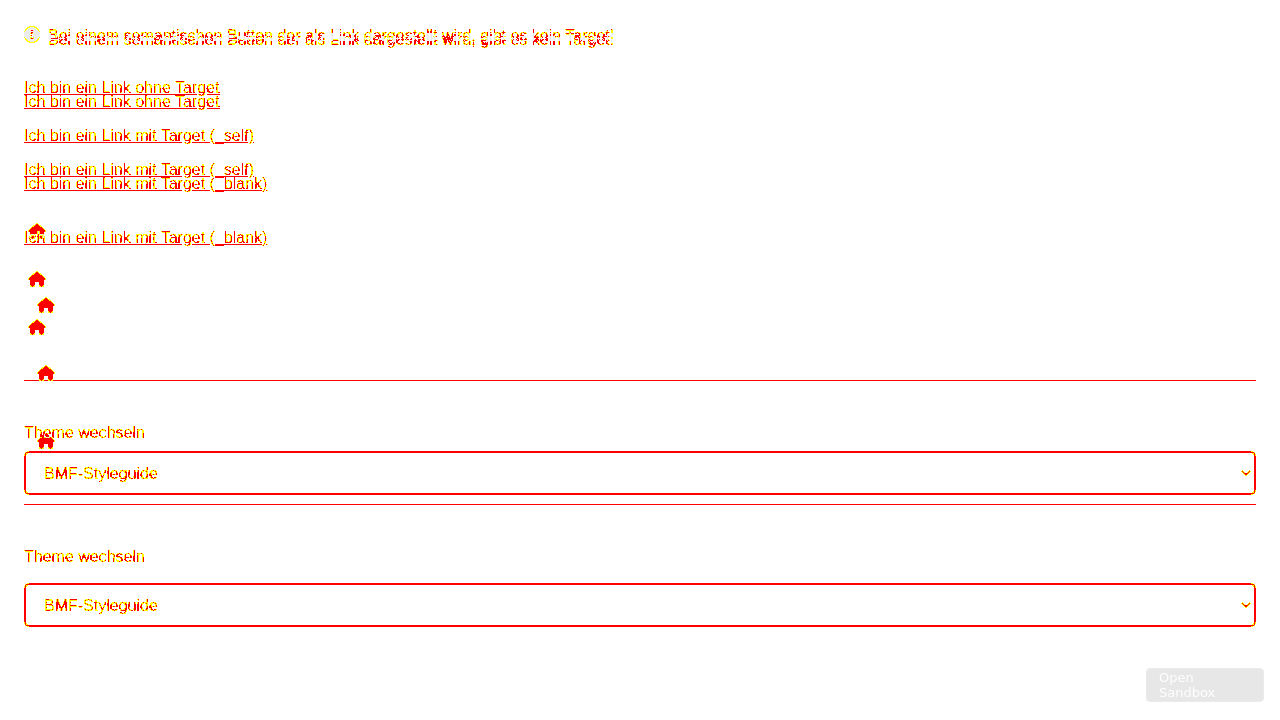 Bei einem semantischen Button der als Link dargestellt wird, gibt es kein Target!
Ich bin ein Link ohne Target
Ich bin ein Link ohne Target
Ich bin ein Link mit Target (_self)
Ich bin ein Link mit Target (_self)
Ich bin ein Link mit Target (_blank)
Ich bin ein Link mit Target (_blank)
Theme wechseln
BMF-Styleguide
Theme wechseln
BMF-Styleguide
Open
Sandbox